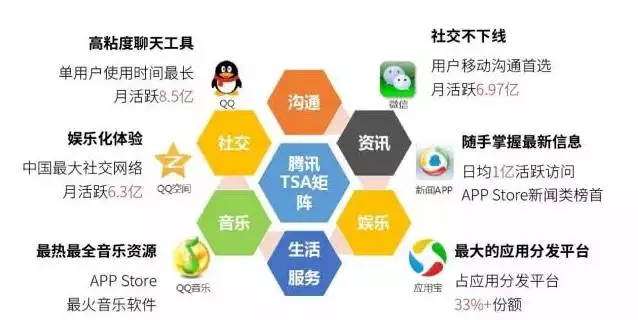 高粘度聊天工具
单用户使用时间最长
月活跃8.5亿
QQ
社交不下线
用户移动沟通首选
月活跃6.97亿
微信
沟通
娱乐化体验
中国最大社交网络
月活跃6.3亿
QQ空间
社交
资讯
随手掌握最新信息
日均1亿活跃访问
APP Store新闻类榜首
新闻APP
腾讯
TSA矩
阵
音乐
娱乐
最热最全音乐资源
APP Store
最火音乐软件
QQ音乐
生活
服务
最大的应用分发平台
占应用分发平台
33%+份额
应用宝